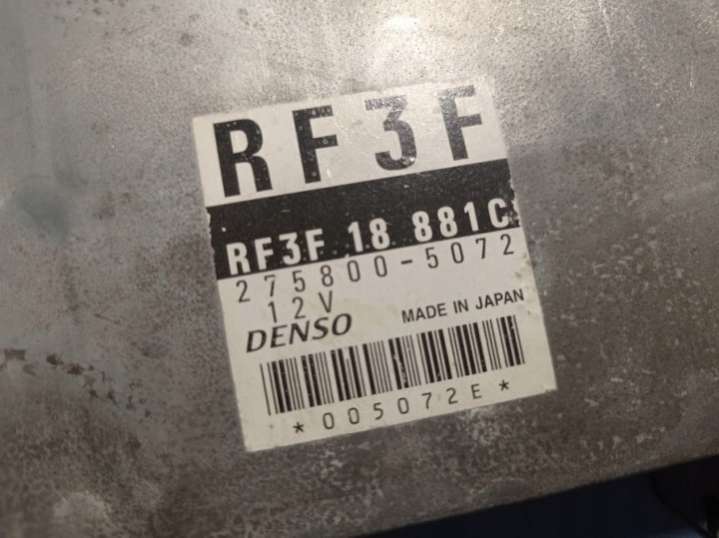 RF3F
RF3F 18 881C
275800-5072
12V
DENSO MADE IN JAPAN
*005072E*